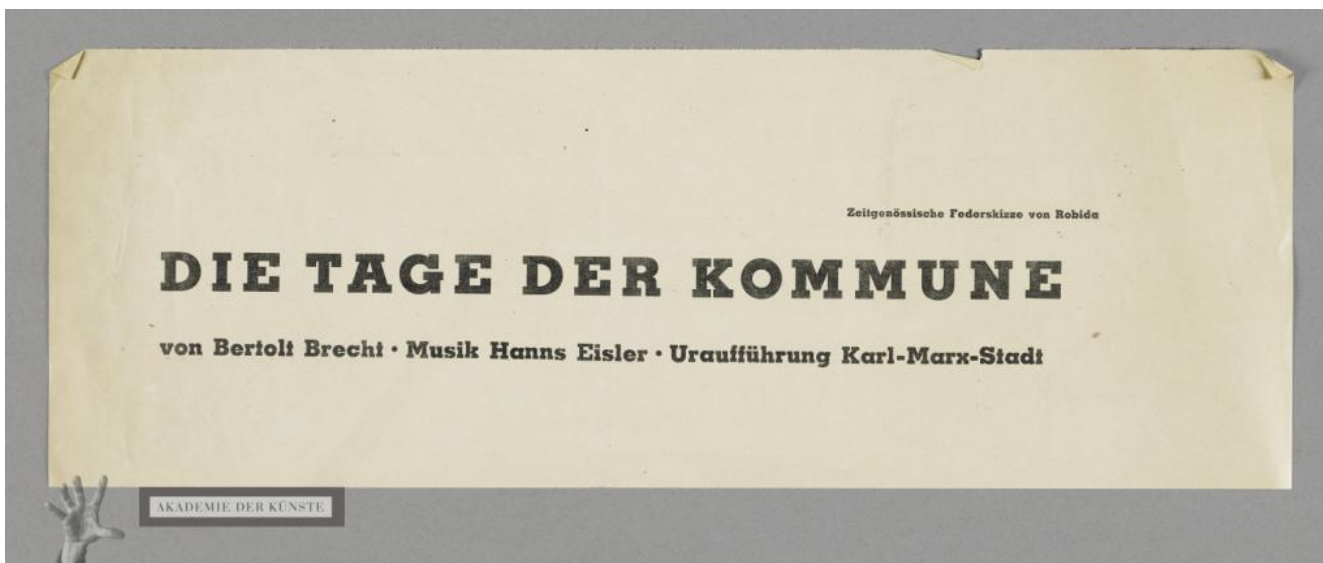 Zeitgenössische Federskizze von Robida
DIE TAGE DER KOMMUNE
von Bertolt Brecht · Musik Hanns Eisler · Uraufführung Karl-Marx-Stadt
AKADEMIE DER KÜNSTE